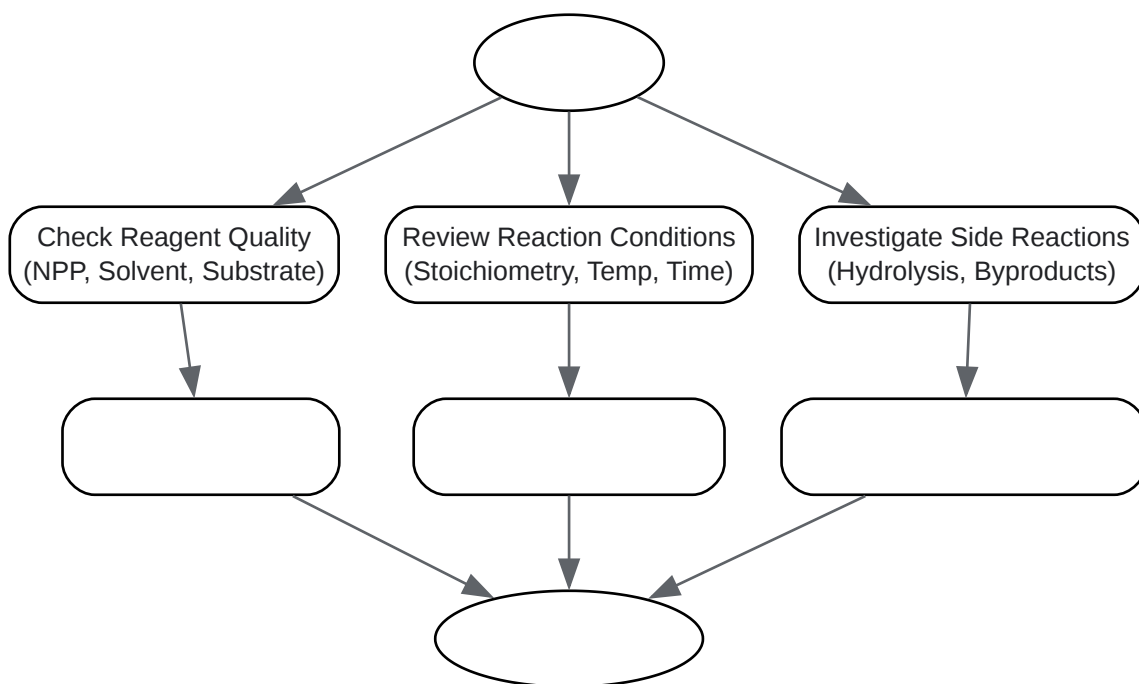 Check Reagent Quality
(NPP, Solvent, Substrate)
Review Reaction Conditions
(Stoichiometry, Temp, Time)
Investigate Side Reactions
(Hydrolysis, Byproducts)